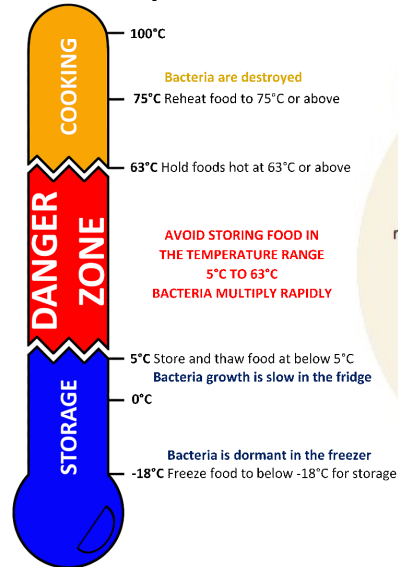 100°C
COOKING
Bacteria are destroyed
75°C Reheat food to 75°C or above
63°C Hold foods hot at 63°C or above
DANGER
ZONE
AVOID STORING FOOD IN
THE TEMPERATURE RANGE
5°C TO 63°C
BACTERIA MULTIPLY RAPIDLY
5°C Store and thaw food at below 5°C
Bacteria growth is slow in the fridge
0°C
STORAGE
Bacteria is dormant in the freezer
-18°C Freeze food to below -18°C for storage